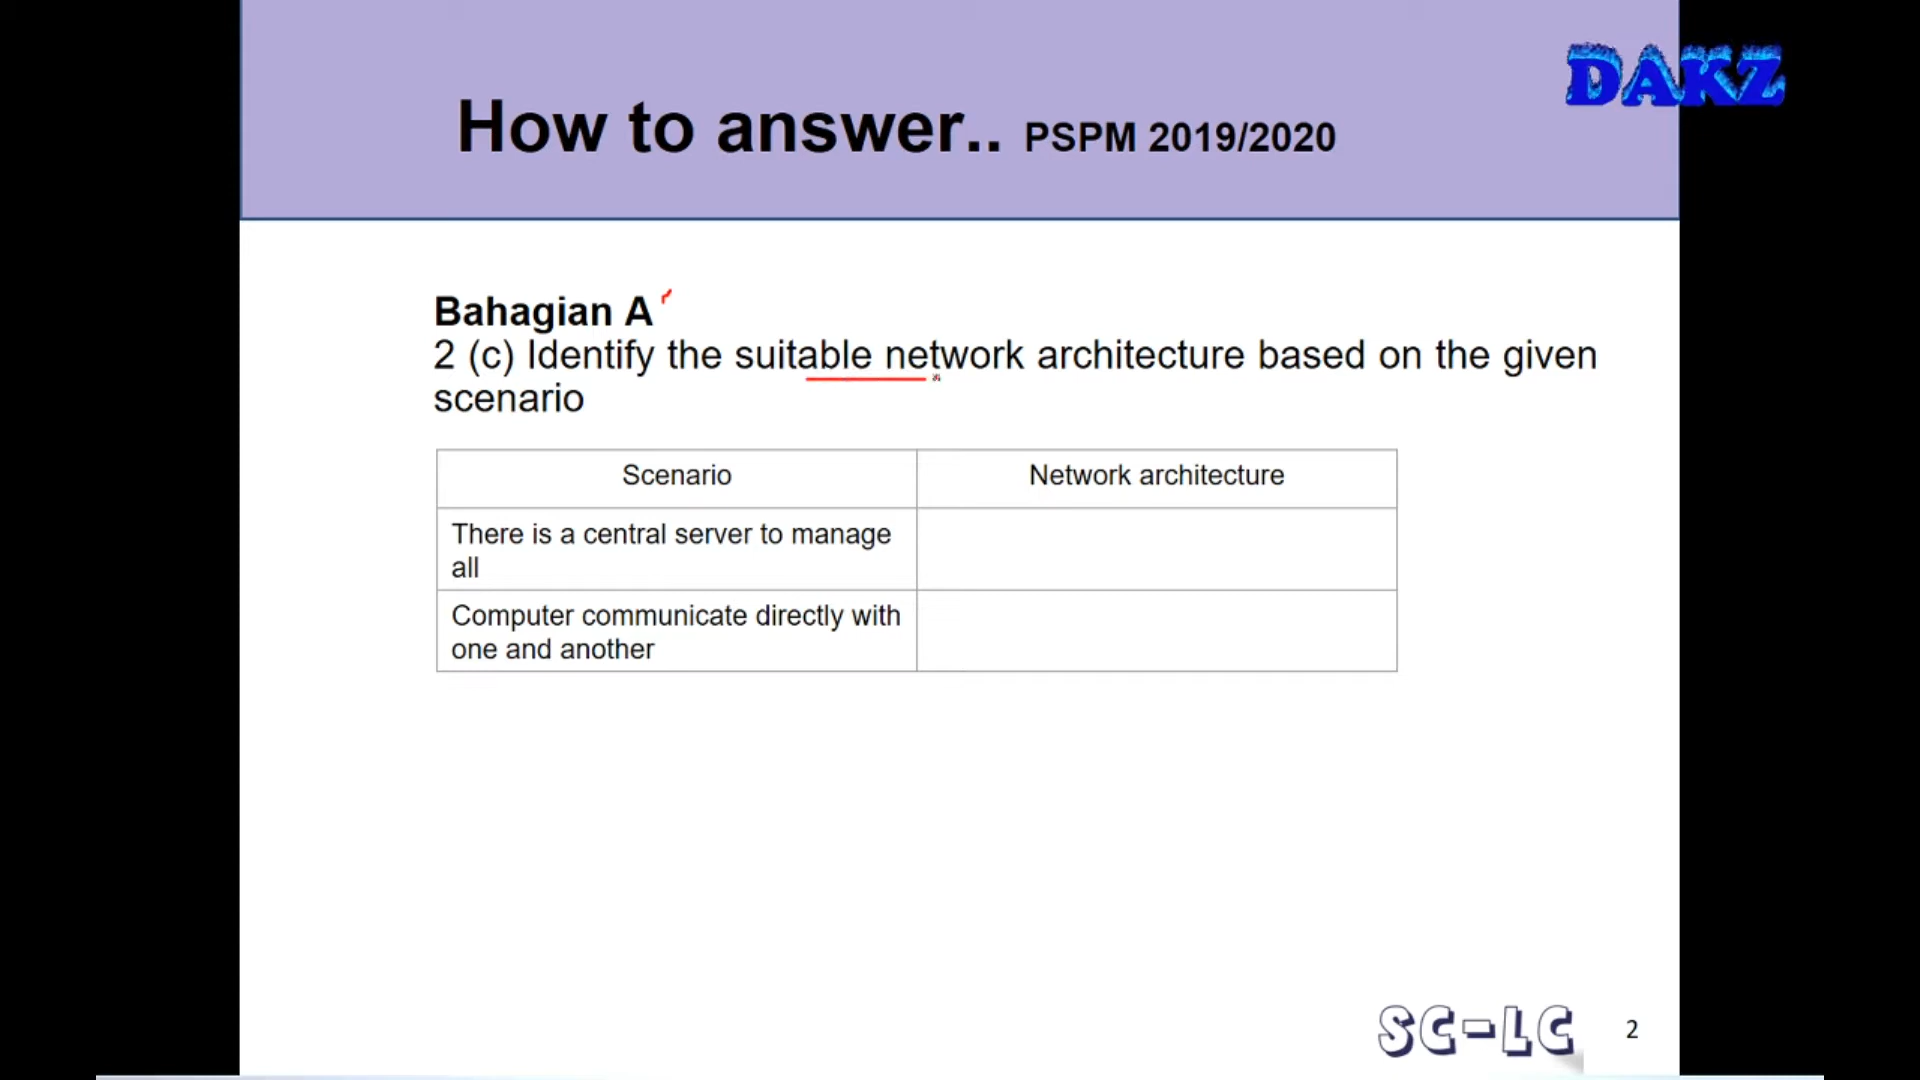 DAKZ
How to answer.. PSPM 2019/2020
Bahagian A
2 (c) Identify the suitable network architecture based on the given
scenario
Scenario
Network architecture
There is a central server to manage
all
Computer communicate directly with
one and another
SC-LC
2